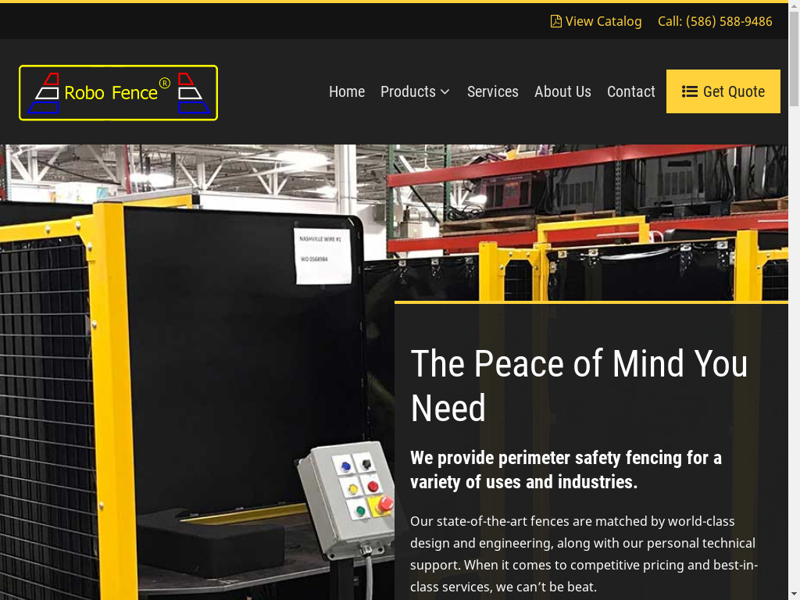 View Catalog Call: (586) 588-9486
Robo Fence®
Home Products Services About Us Contact Get Quote
NASHVILLE WIRE #1
WO 0568984
The Peace of Mind You
Need
We provide perimeter safety fencing for a
variety of uses and industries.
Our state-of-the-art fences are matched by world-class
design and engineering, along with our personal technical
support. When it comes to competitive pricing and best-in-
class services, we can’t be beat.